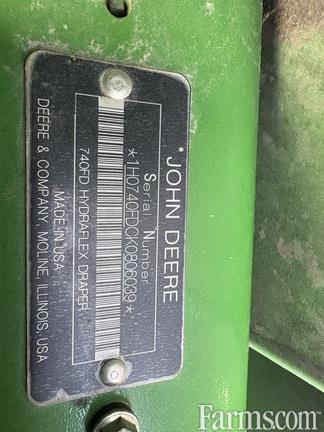 JOHN DEERE
Serial Number
*1H0740FDCK0806039*
740FD HYDRAFLEX DRAPER
MADE IN USA
DEERE & COMPANY, MOLINE, ILLINOIS, USA
Farms.com